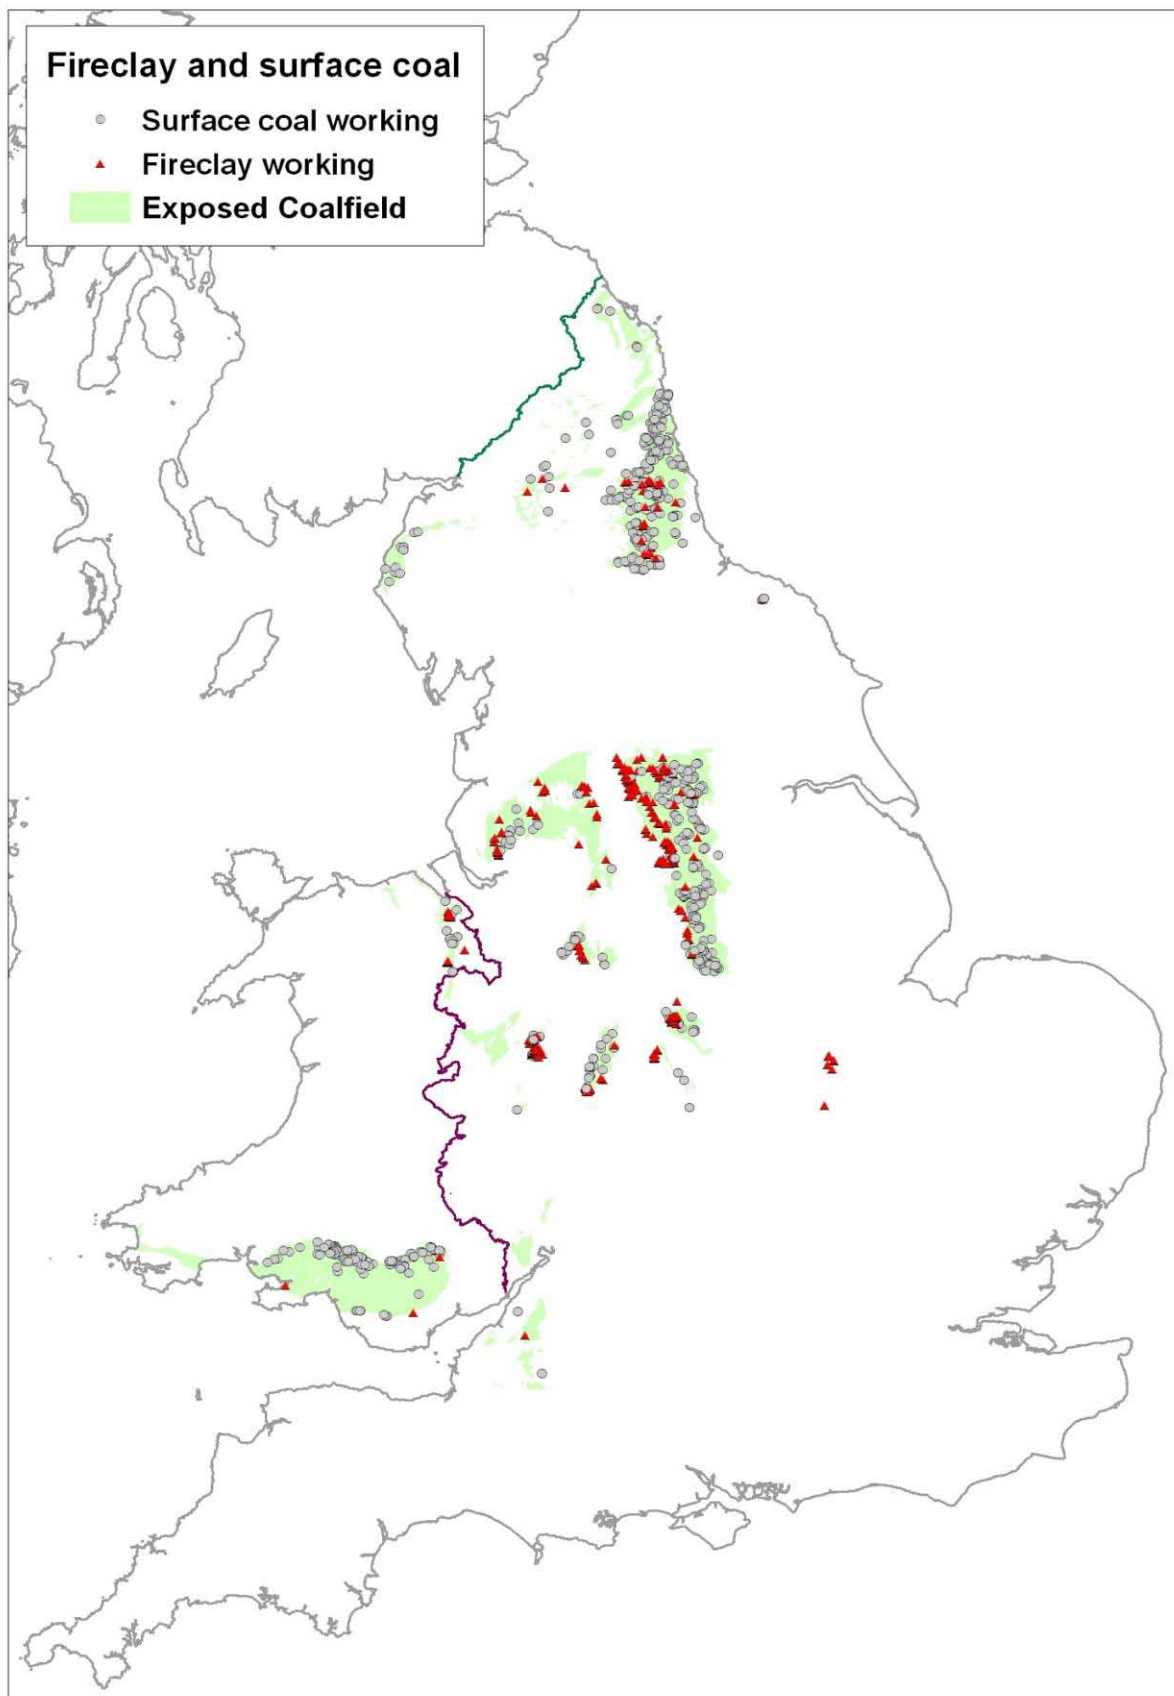 Fireclay and surface coal
Surface coal working
Fireclay working
Exposed Coalfield